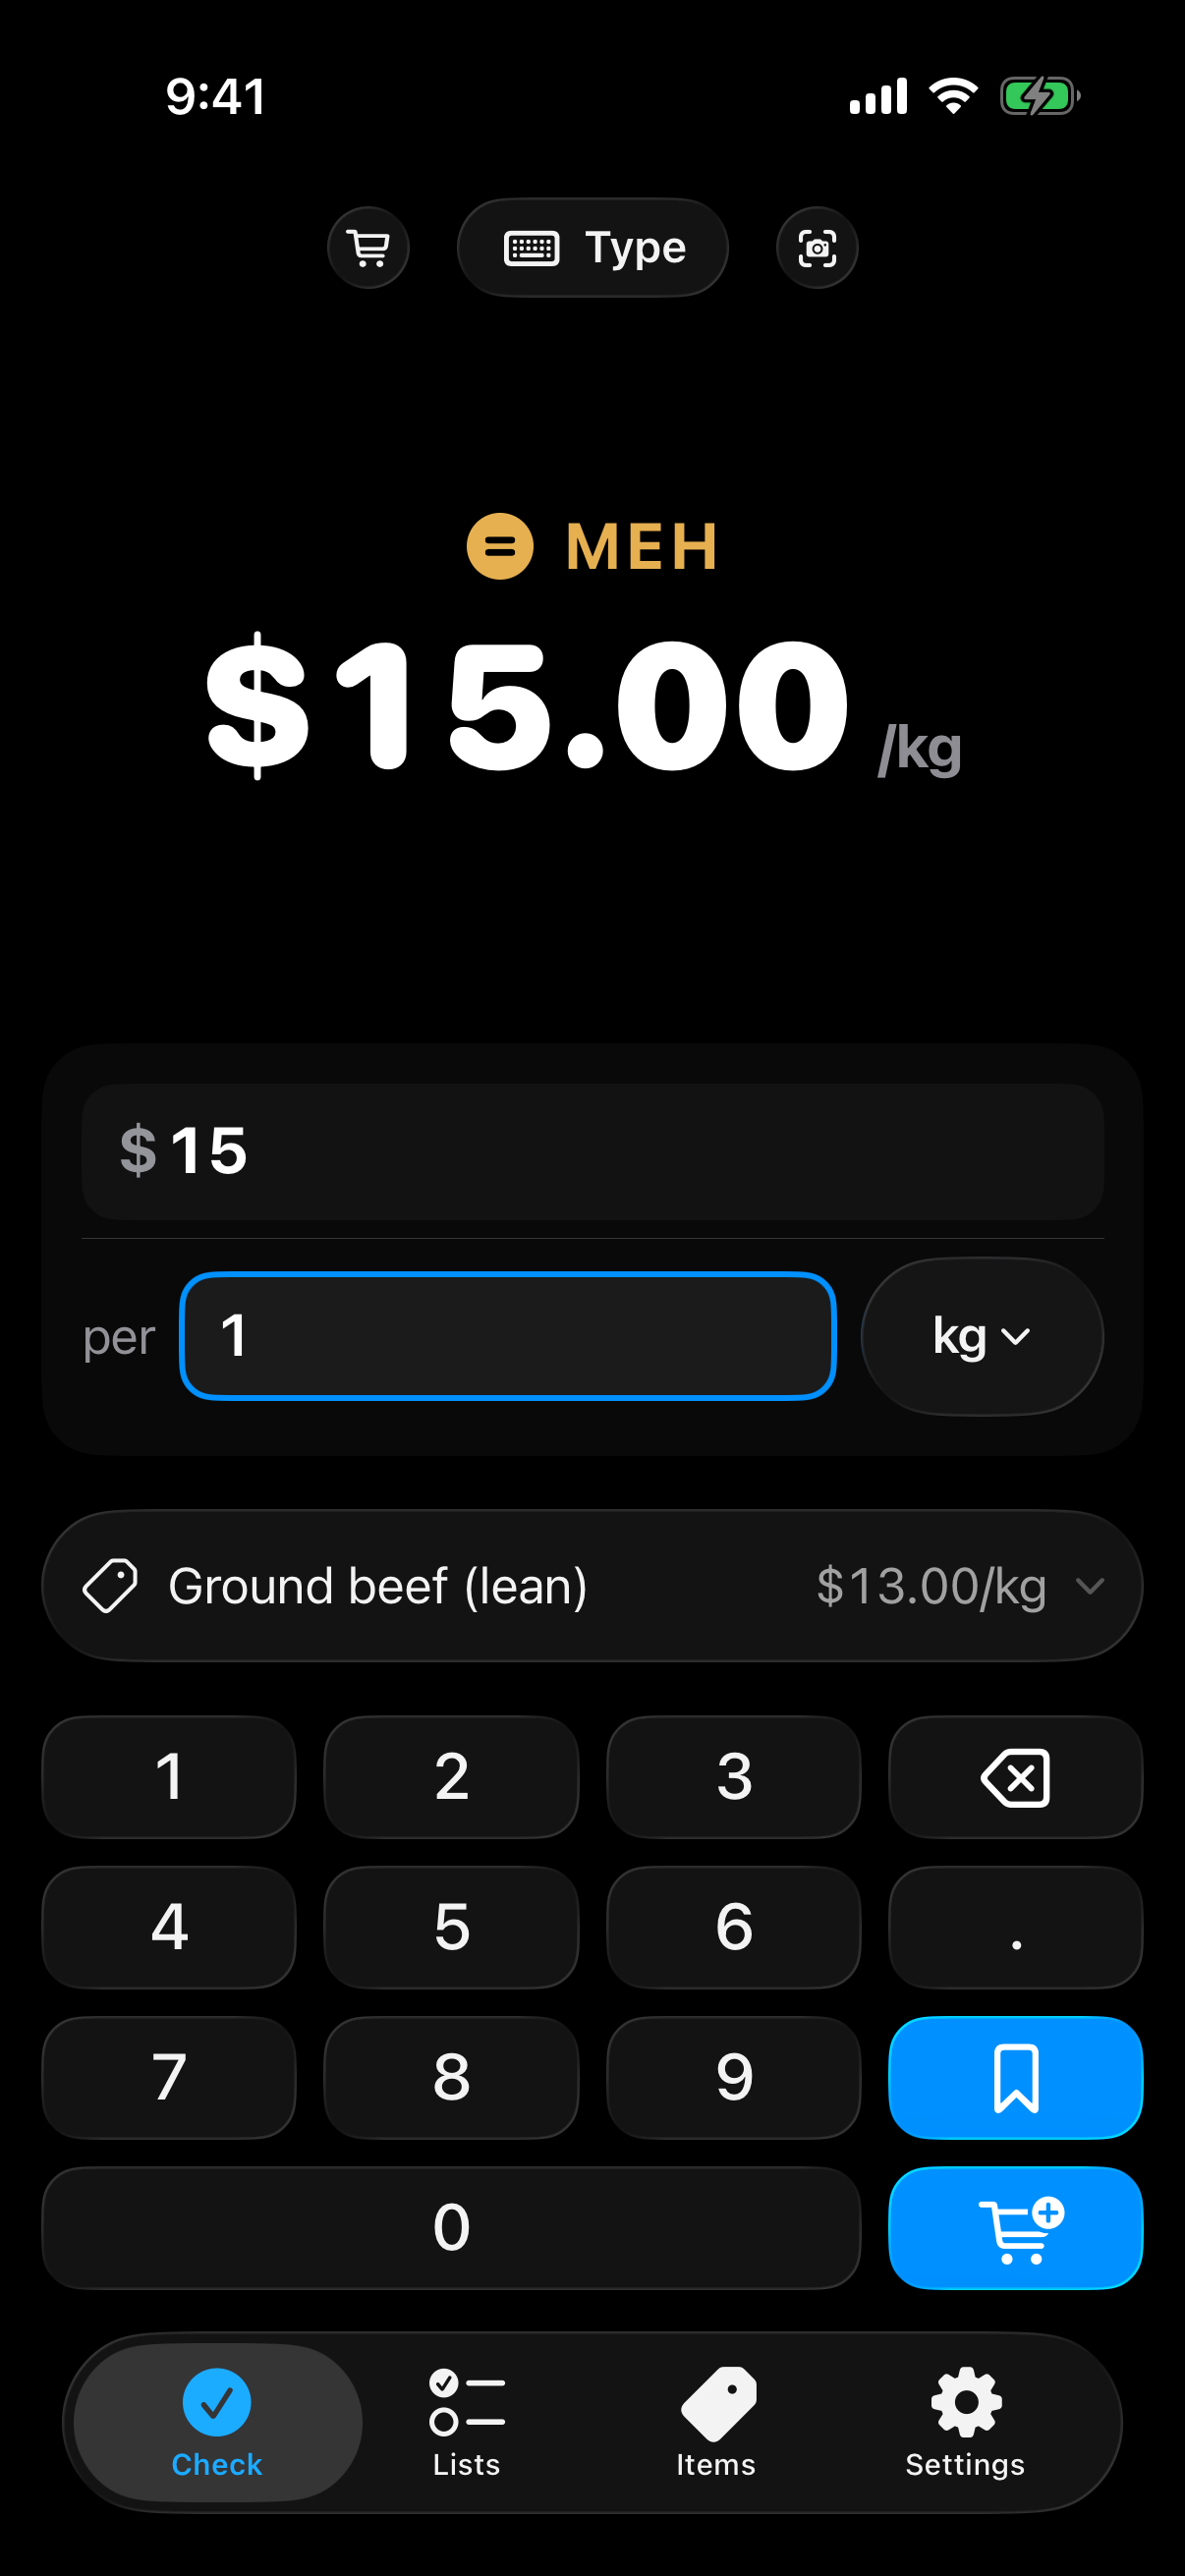 9:41
Type
MEH
$15.00 /kg
$ 15
per 1 kg
Ground beef (lean) $13.00/kg
1 2 3
4 5 6 .
7 8 9
0
Check Lists Items Settings